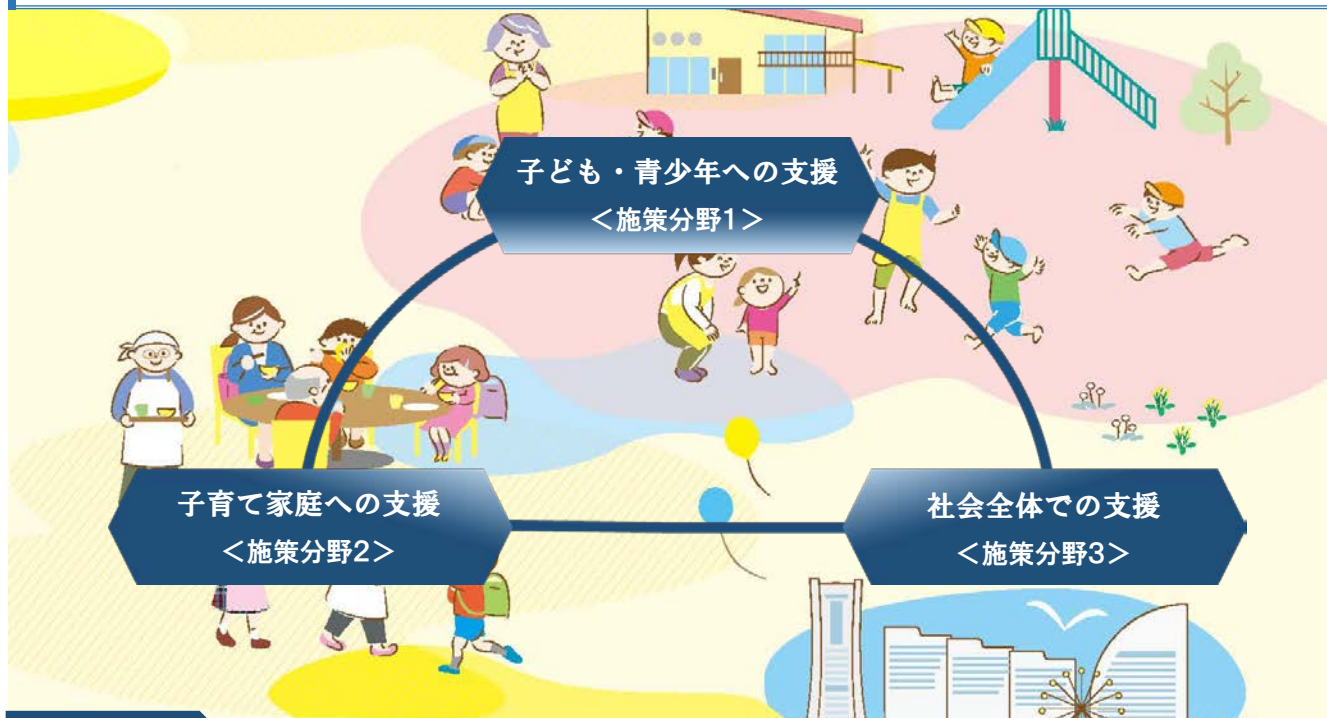 子ども・青少年への支援
＜施策分野1＞
子育て家庭への支援
＜施策分野2＞
社会全体での支援
＜施策分野3＞